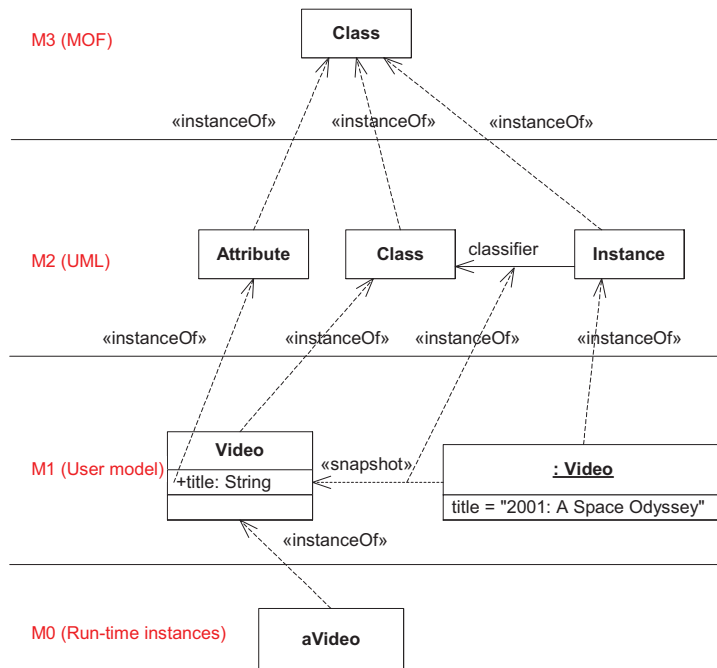 M3 (MOF)
Class
«instanceOf»
«instanceOf»
«instanceOf»
M2 (UML)
Attribute
Class
classifier
Instance
«instanceOf»
«instanceOf»
«instanceOf»
«instanceOf»
M1 (User model)
Video
+title: String
«snapshot»
: Video
title = "2001: A Space Odyssey"
«instanceOf»
M0 (Run-time instances)
aVideo